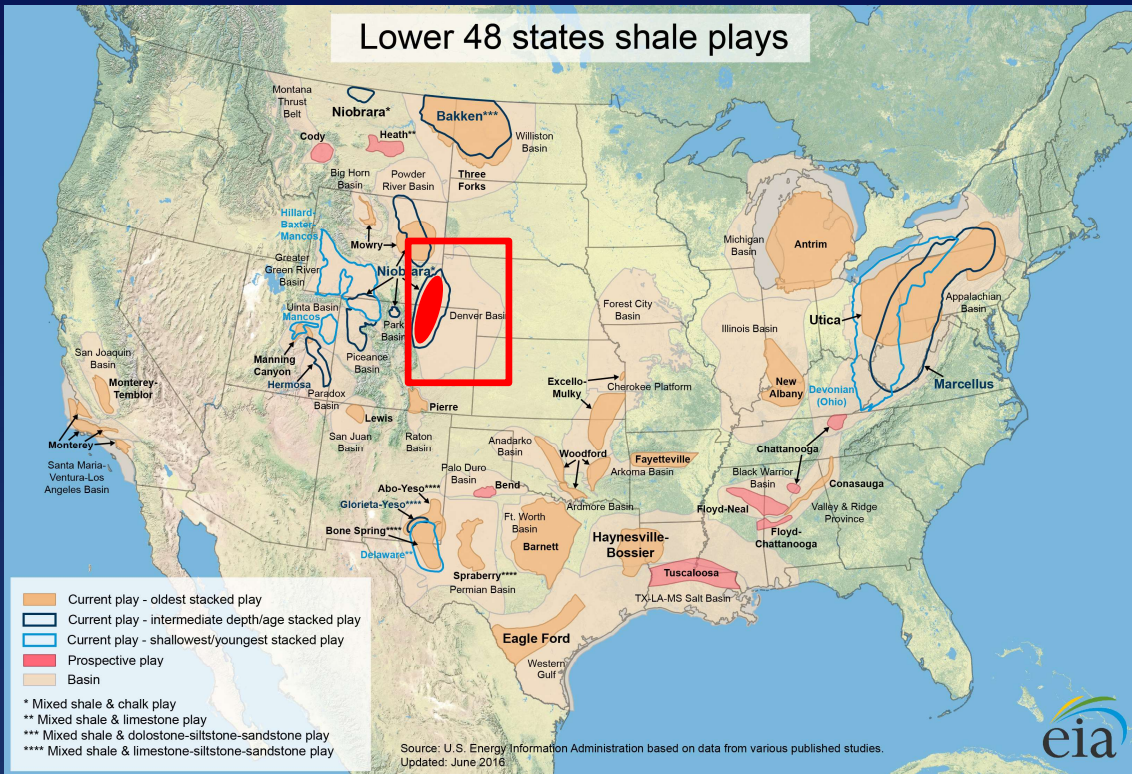 Lower 48 states shale plays
Montana
Thrust
Belt
Niobrara*
Bakken***
Williston
Basin
Cody
Heath**
Big Horn
Basin
Powder
River Basin
Three
Forks
Hillard-
Baxter-
Mancos
Mowry
Greater
Green River
Basin
Niobrara*
Uinta Basin
Mancos
Park
Basin
Denver Basin
Manning
Canyon
Piceance
Basin
Hermosa
Paradox
Basin
San Joaquin
Basin
Monterey-
Temblor
Monterey
Santa Maria-
Ventura-Los
Angeles Basin
Lewis
San Juan
Basin
Pierre
Raton
Basin
Michigan
Basin
Antrim
Forest City
Basin
Illinois Basin
Utica
Appalachian
Basin
Marcellus
Devonian
(Ohio)
New
Albany
Excello-
Mulky
Cherokee Platform
Anadarko
Basin
Woodford
Fayetteville
Arkoma Basin
Chattanooga
Black Warrior
Basin
Conasauga
Floyd-Neal
Valley & Ridge
Province
Floyd-
Chattanooga
Palo Duro
Basin
Bend
Ardmore Basin
Abo-Yeso****
Glorieta-Yeso****
Bone Spring****
Delaware**
Ft. Worth
Basin
Barnett
Haynesville-
Bossier
Spraberry****
Permian Basin
Tuscaloosa
TX-LA-MS Salt Basin
Eagle Ford
Western
Gulf
Current play - oldest stacked play
Current play - intermediate depth/age stacked play
Current play - shallowest/youngest stacked play
Prospective play
Basin
* Mixed shale & chalk play
** Mixed shale & limestone play
*** Mixed shale & dolostone-siltstone-sandstone play
**** Mixed shale & limestone-siltstone-sandstone play
Source: U.S. Energy Information Administration based on data from various published studies.
Updated: June 2016
eia